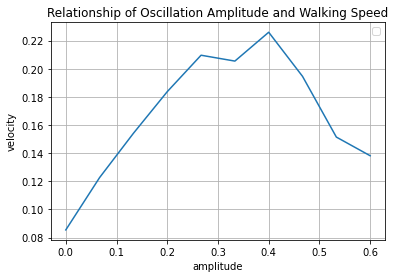 Relationship of Oscillation Amplitude and Walking Speed
0.22
0.20
0.18
0.16
0.14
0.12
0.10
0.08
velocity
0.0 0.1 0.2 0.3 0.4 0.5 0.6
amplitude